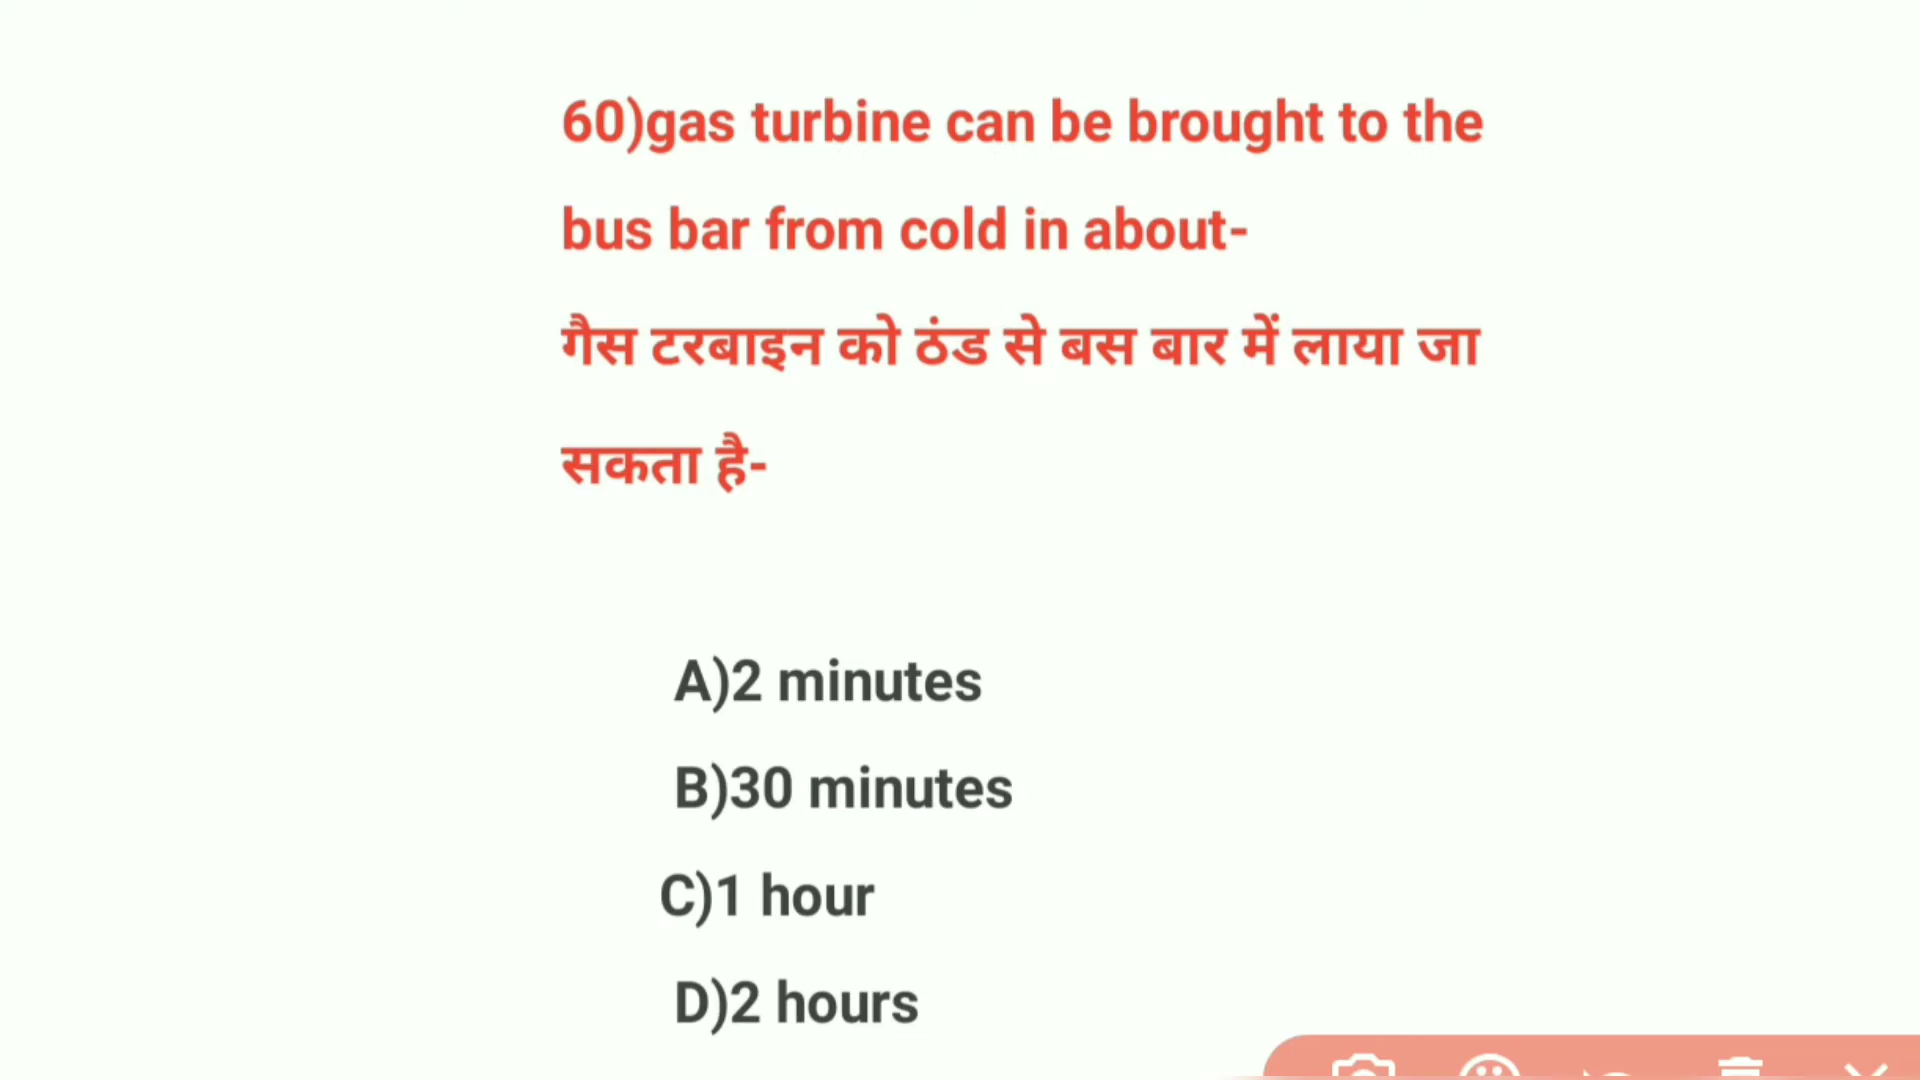 60)gas turbine can be brought to the
bus bar from cold in about-
गैस टरबाइन को ठंड से बस बार में लाया जा
सकता है-
A)2 minutes
B)30 minutes
C)1 hour
D)2 hours